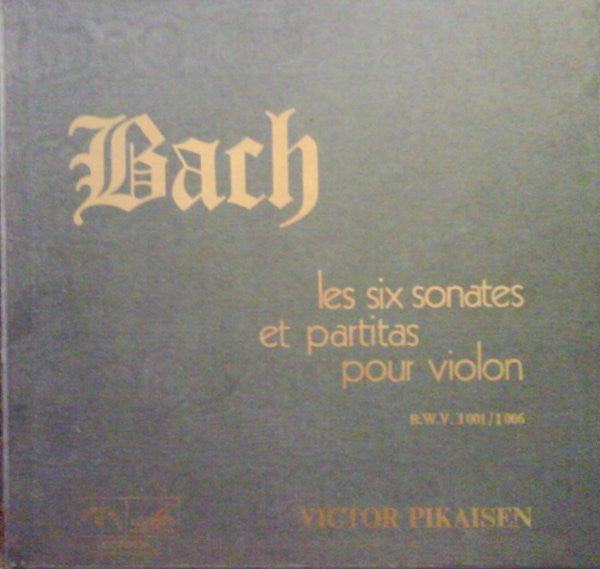 Bach
les six sonates
et partitas
pour violon
B.W.V. 1001/1006
VICTOR PIKAISEN